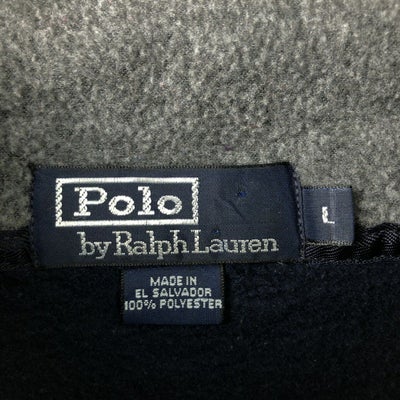 Polo
by Ralph Lauren
L
MADE IN
EL SALVADOR
100% POLYESTER